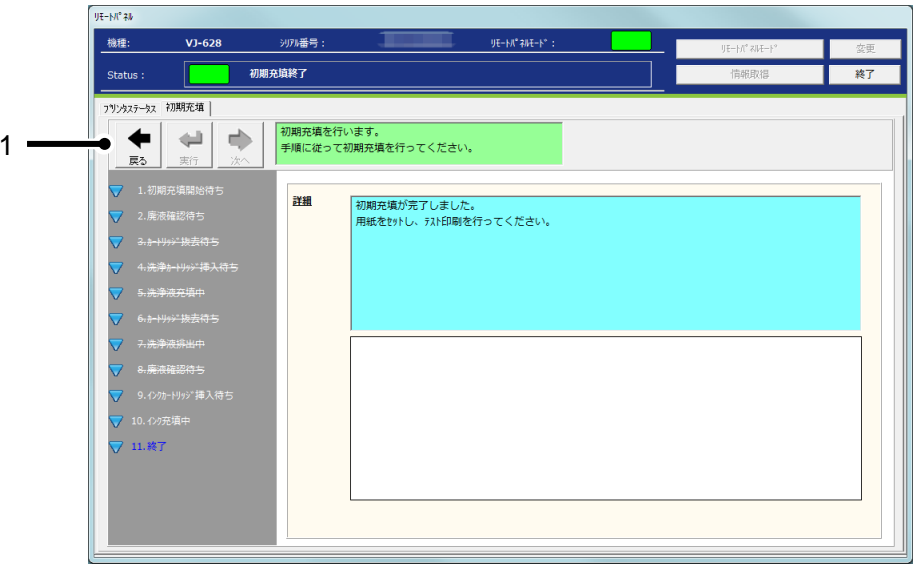 ﾘﾓｰﾄﾊﾟﾈﾙ
機種: VJ-628 ｼﾘｱﾙ番号： ﾘﾓｰﾄﾊﾟﾈﾙﾓｰﾄﾞ：
ﾘﾓｰﾄﾊﾟﾈﾙﾓｰﾄﾞ 変更
Status： 初期充填終了
情報取得 終了
ﾌﾟﾘﾝﾀｽﾃｰﾀｽ 初期充填
1
戻る 実行 次へ
初期充填を行います。
手順に従って初期充填を行ってください。
1.初期充填開始待ち
2.廃液確認待ち
3.ｶｰﾄﾘｯｼﾞ抜去待ち
4.洗浄ｶｰﾄﾘｯｼﾞ挿入待ち
5.洗浄液充填中
6.ｶｰﾄﾘｯｼﾞ抜去待ち
7.洗浄液排出中
8.廃液確認待ち
9.ｲﾝｸｶｰﾄﾘｯｼﾞ挿入待ち
10.ｲﾝｸ充填中
11.終了
詳細
初期充填が完了しました。
用紙をｾｯﾄし、ﾃｽﾄ印刷を行ってください。